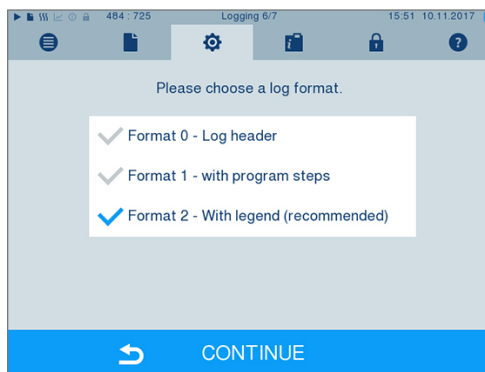 484 : 725 Logging 6/7 15:51 10.11.2017
Please choose a log format.
Format 0 - Log header
Format 1 - with program steps
Format 2 - With legend (recommended)
CONTINUE